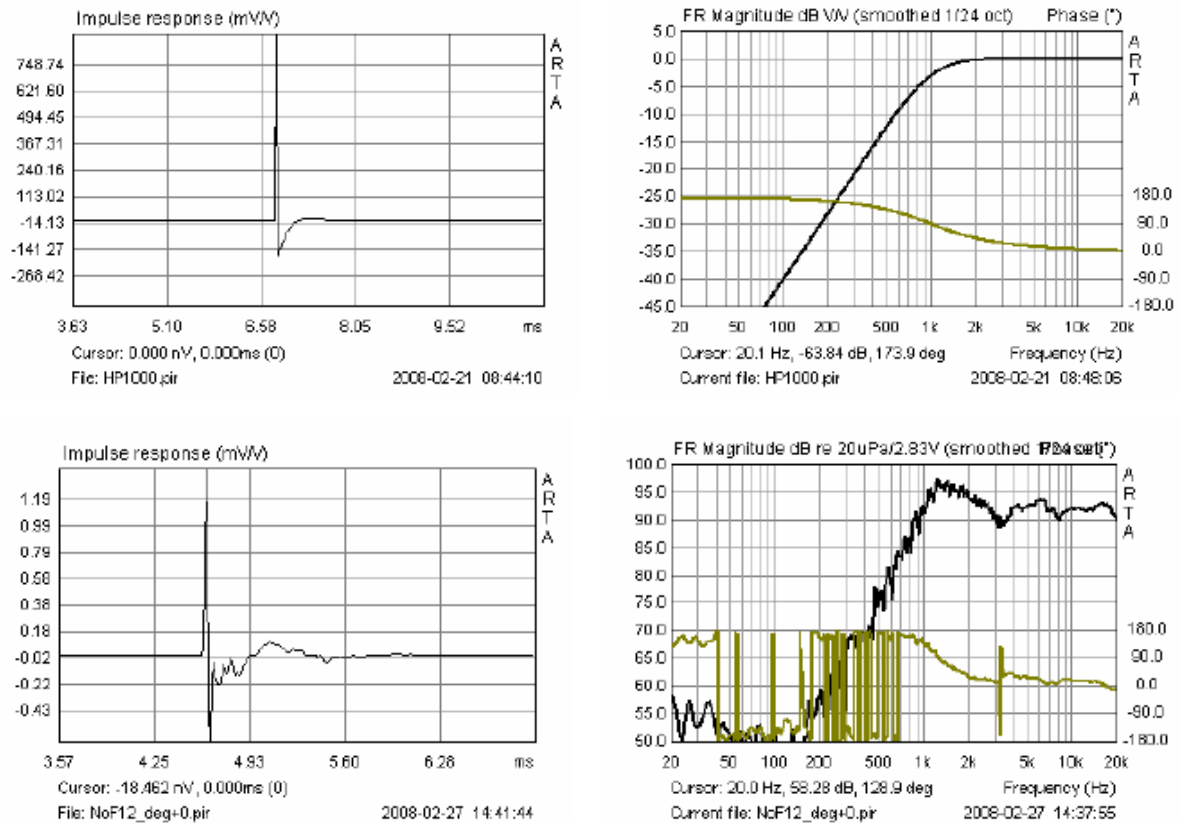 Impulse response (mV/V)
A
R
T
A
748.74
621.60
494.45
367.31
240.16
113.02
-14.13
-141.27
-268.42
3.63 5.10 6.58 8.05 9.52 ms
Cursor: 0.000 nV, 0.000ms (0)
File: HP1000.pir 2008-02-21 08:44:10
FR Magnitude dB V/V (smoothed 1/24 oct) Phase (°)
A
R
T
A
5.0
0.0
-5.0
-10.0
-15.0
-20.0
-25.0 180.0
-30.0 90.0
-35.0 0.0
-40.0 -90.0
-45.0 -180.0
20 50 100 200 500 1k 2k 5k 10k 20k
Cursor: 20.1 Hz, -63.84 dB, 173.9 deg Frequency (Hz)
Current file: HP1000.pir 2008-02-21 08:48:06
Impulse response (mV/V)
A
R
T
A
1.19
0.99
0.79
0.58
0.38
0.18
-0.02
-0.22
-0.43
3.57 4.25 4.93 5.60 6.28 ms
Cursor: -18.462 nV, 0.000ms (0)
File: NoF12_deg+0.pir 2008-02-27 14:41:44
FR Magnitude dB re 20uPa/2.83V (smoothed
A
R
T
A
100.0
95.0
90.0
85.0
80.0
75.0
70.0 180.0
65.0 90.0
60.0 0.0
55.0 -90.0
50.0 -180.0
20 50 100 200 500 1k 2k 5k 10k 20k
Cursor: 20.0 Hz, 58.28 dB, 128.9 deg Frequency (Hz)
Current file: NoF12_deg+0.pir 2008-02-27 14:37:55